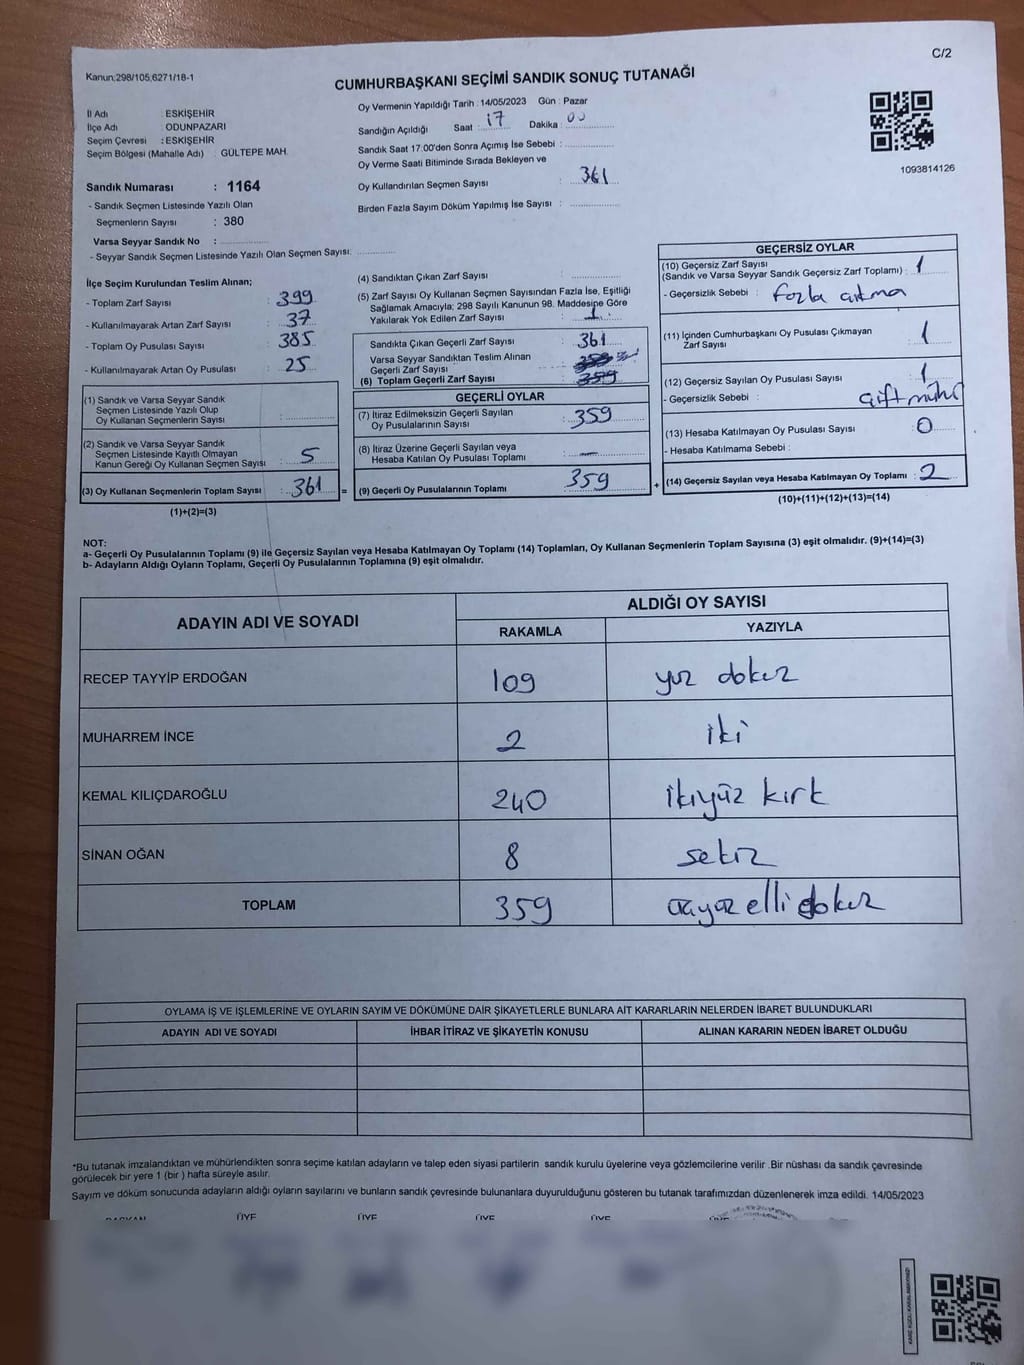 C/2
Kanun;298/105,6271/18-1
CUMHURBAŞKANI SEÇİMİ SANDIK SONUÇ TUTANAĞI
İl Adı : ESKİŞEHİR
İlçe Adı : ODUNPAZARI
Seçim Çevresi : ESKİŞEHİR
Seçim Bölgesi (Mahalle Adı) : GÜLTEPE MAH.
Sandık Numarası : 1164
- Sandık Seçmen Listesinde Yazılı Olan
Seçmenlerin Sayısı : 380
Varsa Seyyar Sandık No :
- Seyyar Sandık Seçmen Listesinde Yazılı Olan Seçmen Sayısı:
Oy Vermenin Yapıldığı Tarih : 14/05/2023 Gün : Pazar
Sandığın Açıldığı Saat : 17 Dakika : 00
Sandık Saat 17:00'den Sonra Açımış İse Sebebi :
Oy Verme Saati Bitiminde Sırada Bekleyen ve
Oy Kullandırılan Seçmen Sayısı : 361
Birden Fazla Sayım Döküm Yapılmış İse Sayısı :
1093814126
İlçe Seçim Kurulundan Teslim Alınan;
- Toplam Zarf Sayısı : 399
- Kullanılmayarak Artan Zarf Sayısı : 37
- Toplam Oy Pusulası Sayısı : 385
- Kullanılmayarak Artan Oy Pusulası : 25
(1) Sandık ve Varsa Seyyar Sandık
Seçmen Listesinde Yazılı Olup
Oy Kullanan Seçmenlerin Sayısı :
(2) Sandık ve Varsa Seyyar Sandık
Seçmen Listesinde Kayıtlı Olmayan
Kanun Gereği Oy Kullanan Seçmen Sayısı : 5
(3) Oy Kullanan Seçmenlerin Toplam Sayısı : 361 =
(1)+(2)=(3)
(4) Sandıktan Çıkan Zarf Sayısı :
(5) Zarf Sayısı Oy Kullanan Seçmen Sayısından Fazla İse, Eşitliği
Sağlamak Amacıyla; 298 Sayılı Kanunun 98. Maddesine Göre
Yakılarak Yok Edilen Zarf Sayısı : 1
Sandıkta Çıkan Geçerli Zarf Sayısı : 361
Varsa Seyyar Sandıktan Teslim Alınan
Geçerli Zarf Sayısı :
(6) Toplam Geçerli Zarf Sayısı : 359
GEÇERLİ OYLAR
(7) İtiraz Edilmeksizin Geçerli Sayılan
Oy Pusulalarının Sayısı : 359
(8) İtiraz Üzerine Geçerli Sayılan veya
Hesaba Katılan Oy Pusulası Toplamı : —
(9) Geçerli Oy Pusulalarının Toplamı : 359 +
GEÇERSİZ OYLAR
(10) Geçersiz Zarf Sayısı
(Sandık ve Varsa Seyyar Sandık Geçersiz Zarf Toplamı) : 1
- Geçersizlik Sebebi : fazla çıkma
(11) İçinden Cumhurbaşkanı Oy Pusulası Çıkmayan
Zarf Sayısı : 1
(12) Geçersiz Sayılan Oy Pusulası Sayısı : 1
- Geçersizlik Sebebi : çift mühür
(13) Hesaba Katılmayan Oy Pusulası Sayısı : 0
- Hesaba Katılmama Sebebi :
(14) Geçersiz Sayılan veya Hesaba Katılmayan Oy Toplamı : 2
(10)+(11)+(12)+(13)=(14)
NOT:
a- Geçerli Oy Pusulalarının Toplamı (9) ile Geçersiz Sayılan veya Hesaba Katılmayan Oy Toplamı (14) Toplamları, Oy Kullanan Seçmenlerin Toplam Sayısına (3) eşit olmalıdır. (9)+(14)=(3)
b- Adayların Aldığı Oyların Toplamı, Geçerli Oy Pusulalarının Toplamına (9) eşit olmalıdır.
ADAYIN ADI VE SOYADI
ALDIĞI OY SAYISI
RAKAMLA YAZIYLA
RECEP TAYYİP ERDOĞAN 109 yüz dokuz
MUHARREM İNCE 2 iki
KEMAL KILIÇDAROĞLU 240 ikiyüz kırk
SİNAN OĞAN 8 sekiz
TOPLAM 359 üçyüz elli dokuz
OYLAMA İŞ VE İŞLEMLERİNE VE OYLARIN SAYIM VE DÖKÜMÜNE DAİR ŞİKAYETLERLE BUNLARA AİT KARARLARIN NELERDEN İBARET BULUNDUKLARI
ADAYIN ADI VE SOYADI İHBAR İTİRAZ VE ŞİKAYETİN KONUSU ALINAN KARARIN NEDEN İBARET OLDUĞU
*Bu tutanak imzalandıktan ve mühürlendikten sonra seçime katılan adayların ve talep eden siyasi partilerin sandık kurulu üyelerine veya gözlemcilerine verilir .Bir nüshası da sandık çevresinde
görülecek bir yere 1 (bir ) hafta süreyle asılır.
Sayım ve döküm sonucunda adayların aldığı oyların sayılarını ve bunların sandık çevresinde bulunanlara duyurulduğunu gösteren bu tutanak tarafımızdan düzenlenerek imza edildi. 14/05/2023
BAŞKAN ÜYE ÜYE ÜYE ÜYE ÜYE